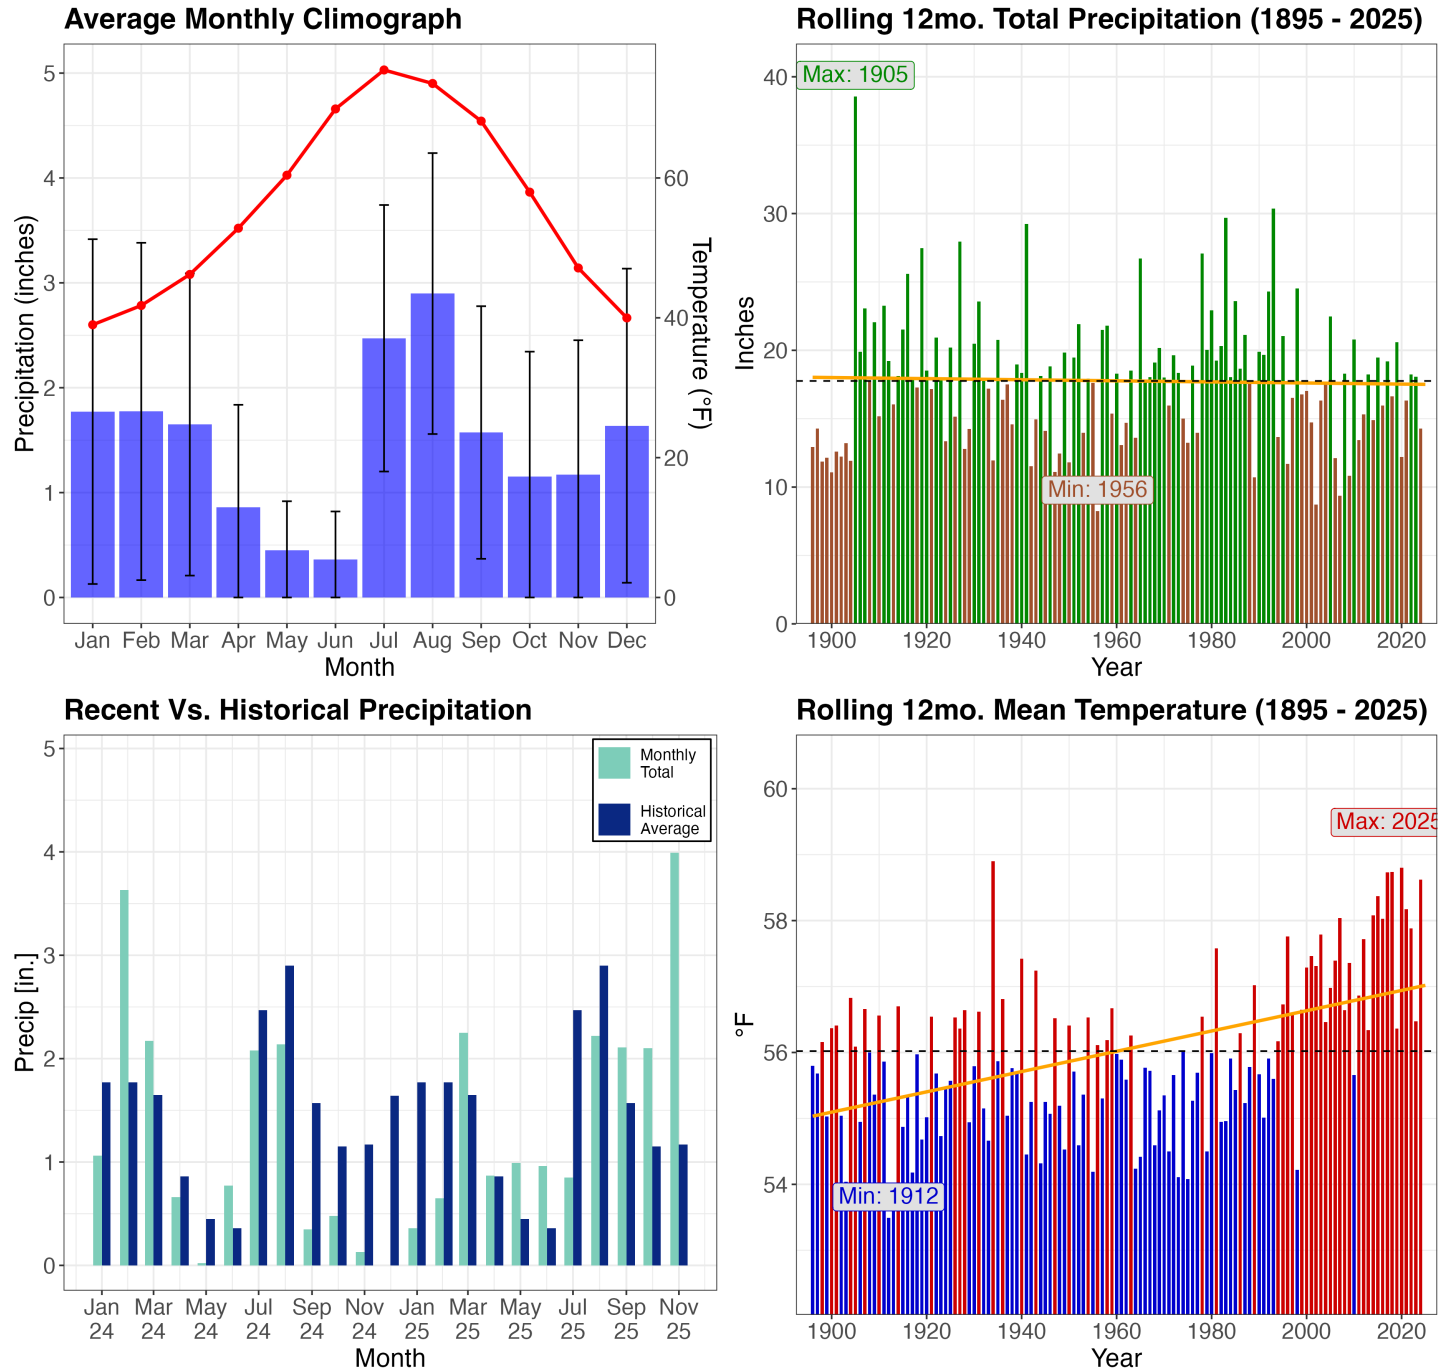 Average Monthly Climograph
Precipitation (inches)
5
4
3
2
1
0
60
40
20
0
Temperature (°F)
Jan Feb Mar Apr May Jun Jul Aug Sep Oct Nov Dec
Month
Rolling 12mo. Total Precipitation (1895 - 2025)
Inches
40
30
20
10
0
Max: 1905
Min: 1956
1900 1920 1940 1960 1980 2000 2020
Year
Recent Vs. Historical Precipitation
Precip [in.]
5
4
3
2
1
0
Monthly
Total
Historical
Average
Jan Mar May Jul Sep Nov Jan Mar May Jul Sep Nov
24 24 24 24 24 24 25 25 25 25 25 25
Month
Rolling 12mo. Mean Temperature (1895 - 2025)
°F
60
58
56
54
Max: 2025
Min: 1912
1900 1920 1940 1960 1980 2000 2020
Year